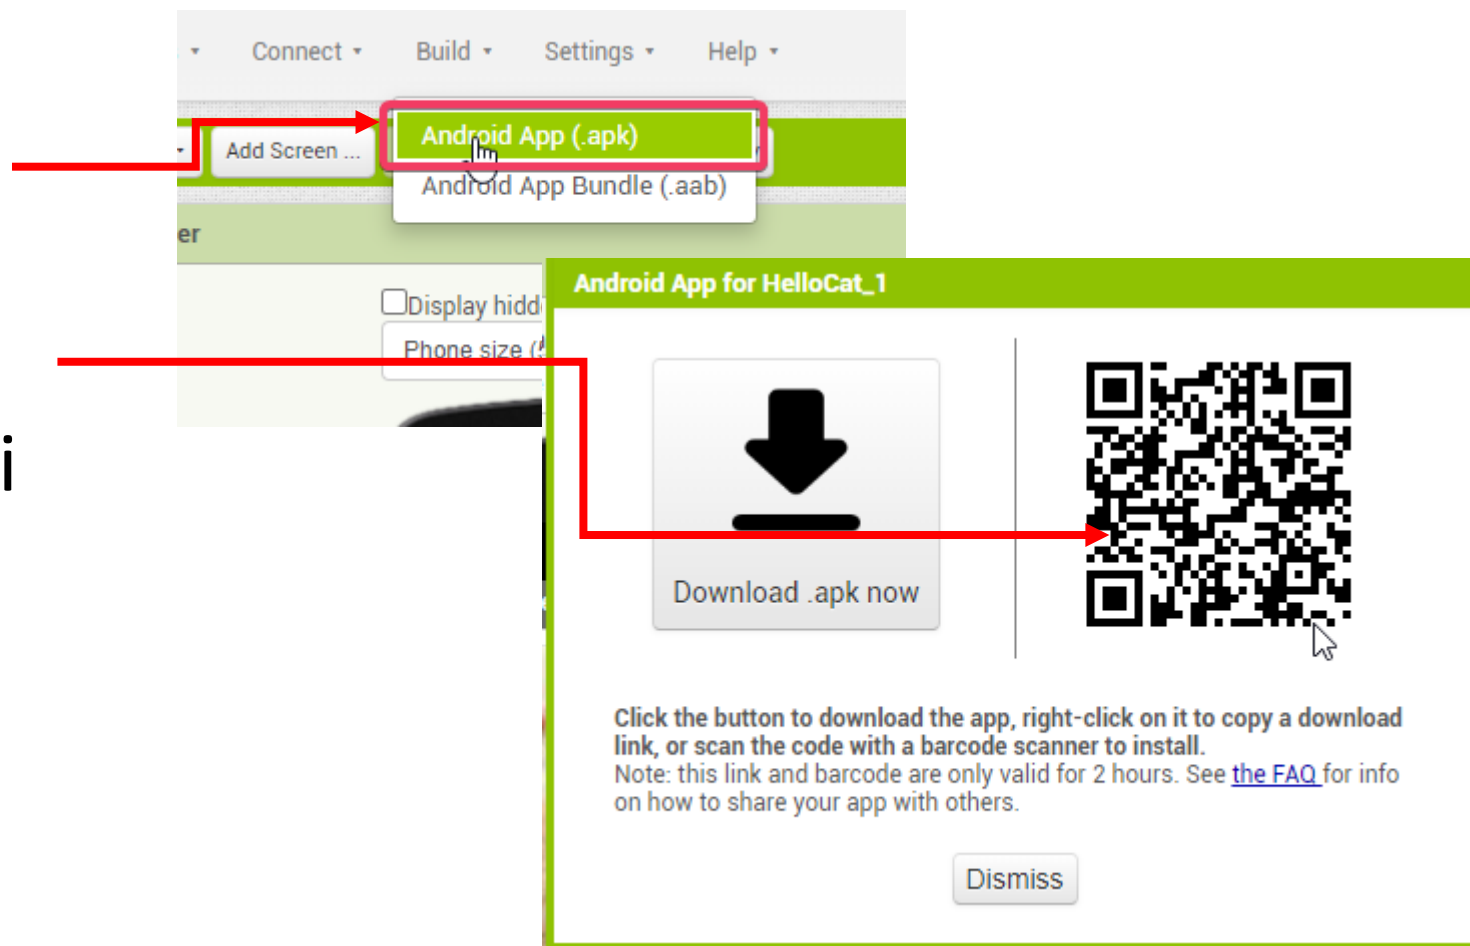 Connect Build Settings Help
Add Screen ...
Android App (.apk)
Android App Bundle (.aab)
er
Display hidd
Phone size (
i
Android App for HelloCat_1
Download .apk now
Click the button to download the app, right-click on it to copy a download
link, or scan the code with a barcode scanner to install.
Note: this link and barcode are only valid for 2 hours. See the FAQ for info
on how to share your app with others.
Dismiss